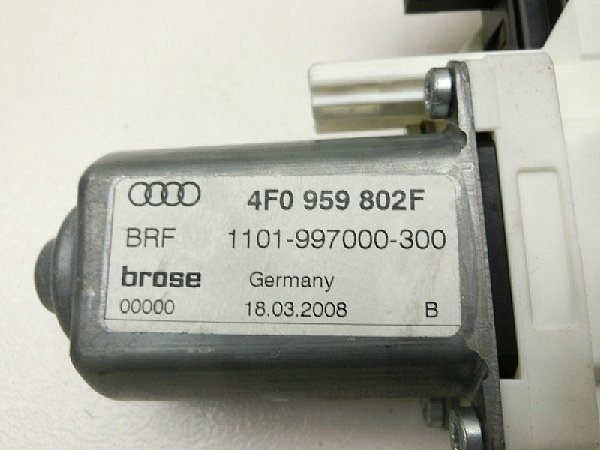 4F0 959 802F
BRF 1101-997000-300
brose Germany
00000 18.03.2008 B